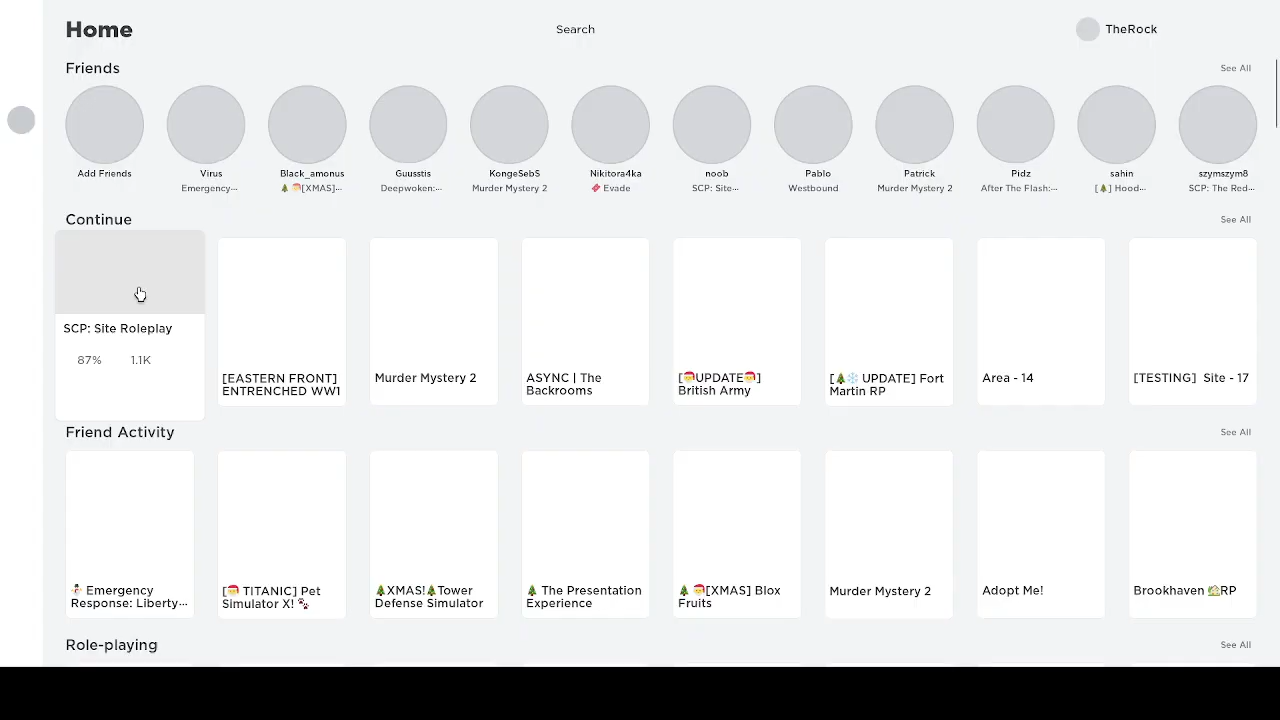 Home
Search
TheRock
Friends
See All
Add Friends
Virus
Black_amonus
Guusstis
KongeSebS
Nikitora4ka
noob
Pablo
Patrick
Pidz
sahin
szymszym8
Emergency...
🎄 🎅[XMAS]...
Deepwoken:...
Murder Mystery 2
Evade
SCP: Site...
Westbound
Murder Mystery 2
After The Flash:...
[🎄] Hood...
SCP: The Red...
Continue
See All
SCP: Site Roleplay
87%
1.1K
[EASTERN FRONT]
ENTRENCHED WW1
Murder Mystery 2
ASYNC | The
Backrooms
[🎅UPDATE🎅]
British Army
[🎄❄️ UPDATE] Fort
Martin RP
Area - 14
[TESTING] Site - 17
Friend Activity
See All
⛄ Emergency
Response: Liberty...
[🎅 TITANIC] Pet
Simulator X! 🐾
🎄XMAS!🎄Tower
Defense Simulator
🎄 The Presentation
Experience
🎄 🎅[XMAS] Blox
Fruits
Murder Mystery 2
Adopt Me!
Brookhaven 🏡RP
Role-playing
See All